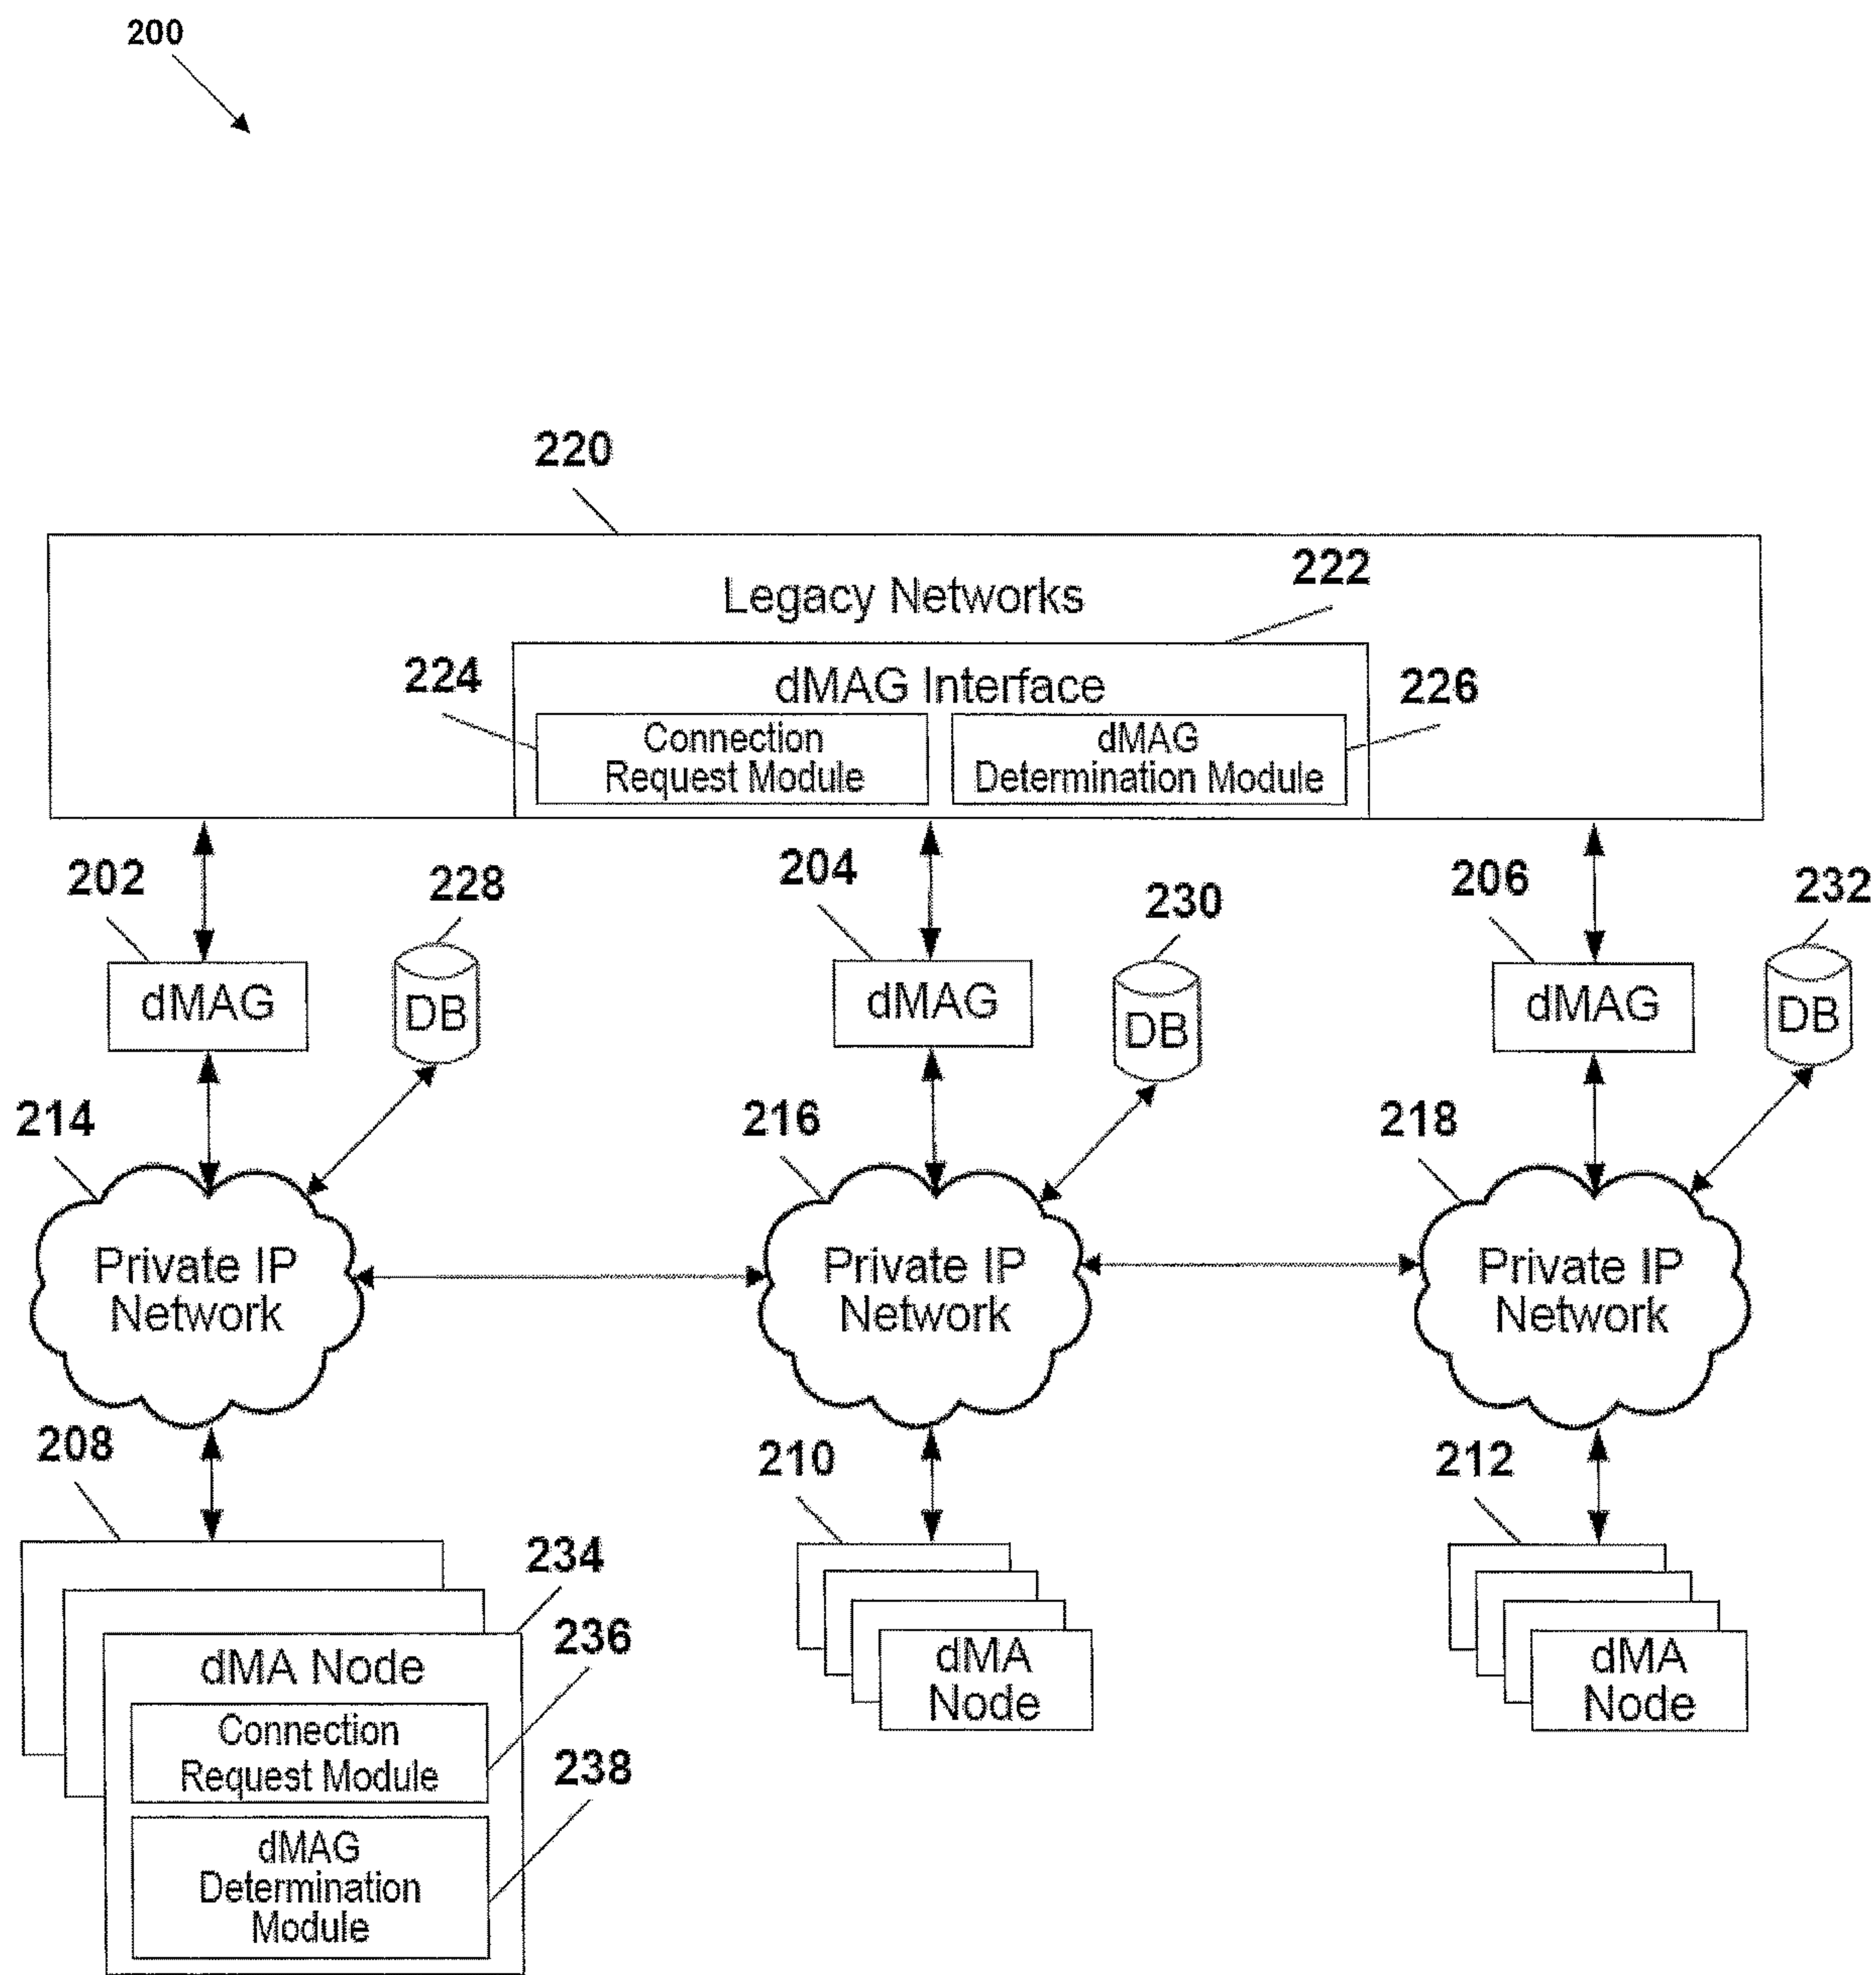 200
220
222
Legacy Networks
224
dMAG Interface
226
Connection
Request Module
dMAG
Determination Module
202
228
204
230
206
232
dMAG
DB
dMAG
DB
dMAG
DB
214
216
218
Private IP
Network
Private IP
Network
Private IP
Network
208
210
212
234
236
dMA Node
Connection
Request Module
238
dMAG
Determination
Module
dMA
Node
dMA
Node